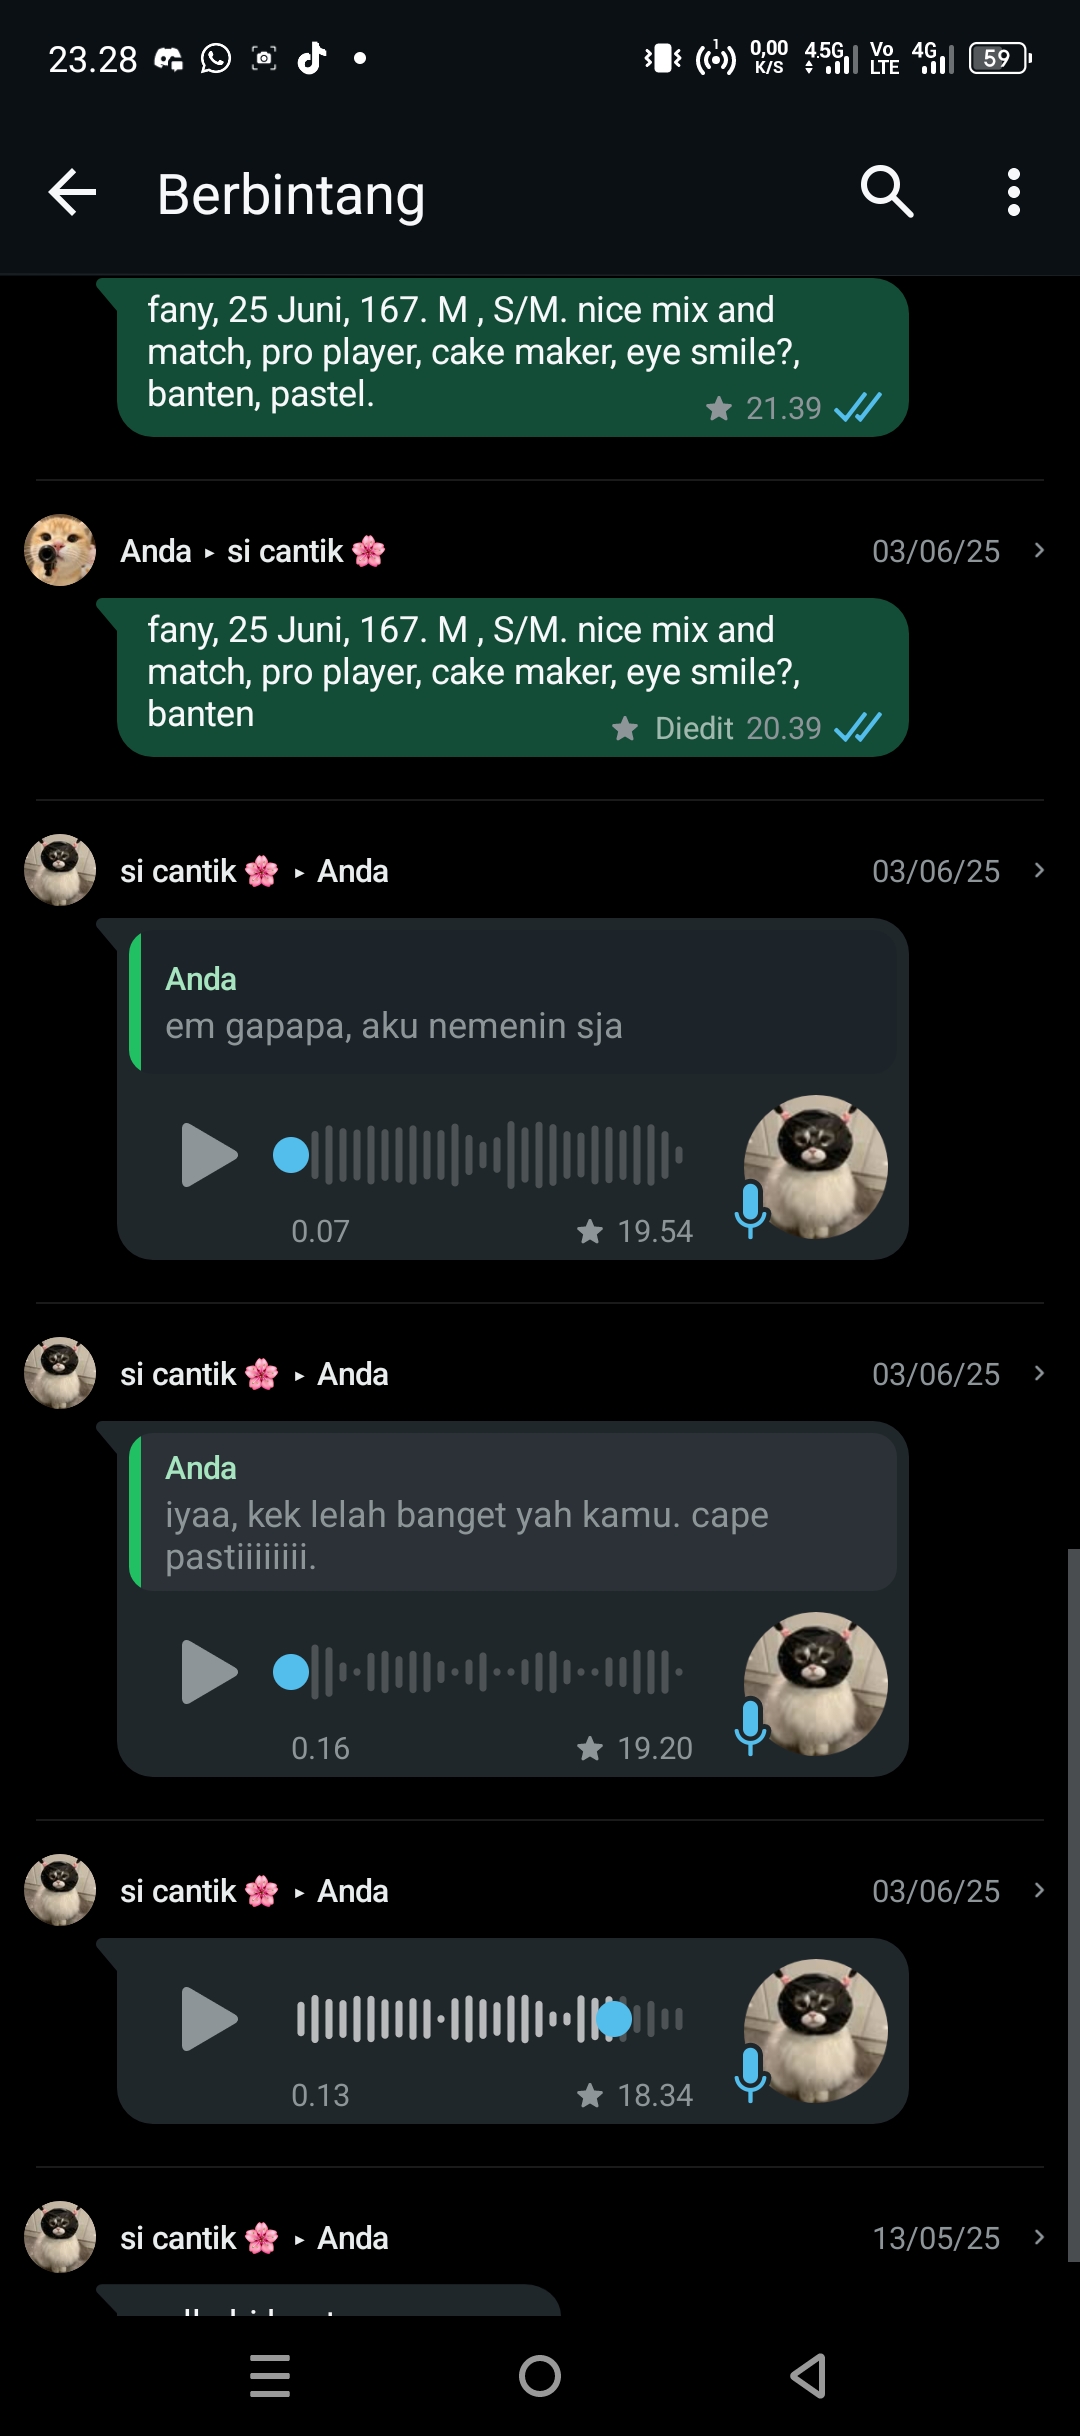 23.28
1
0,00
K/S
4.5G
Vo
LTE
4G
59
Berbintang
fany, 25 Juni, 167. M , S/M. nice mix and
match, pro player, cake maker, eye smile?,
banten, pastel.
21.39
Anda ▸ si cantik 🌸 03/06/25
fany, 25 Juni, 167. M , S/M. nice mix and
match, pro player, cake maker, eye smile?,
banten
Diedit 20.39
si cantik 🌸 ▸ Anda 03/06/25
Anda
em gapapa, aku nemenin sja
0.07 19.54
si cantik 🌸 ▸ Anda 03/06/25
Anda
iyaa, kek lelah banget yah kamu. cape
pastiiiiiiii.
0.16 19.20
si cantik 🌸 ▸ Anda 03/06/25
0.13 18.34
si cantik 🌸 ▸ Anda 13/05/25